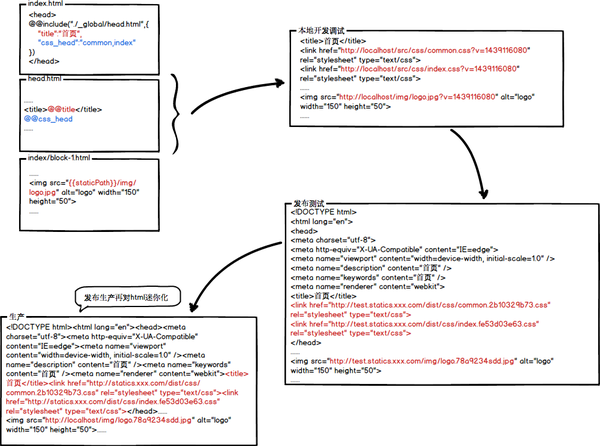 index.html
<head>
@@include("./_global/head.html",{
"title":"首页",
"css_head":"common,index"
})
</head>
head.html
......
<title>@@title</title>
@@css_head
......
index/block-1.html
......
<img src="{{staticPath}}/img/
logo.jpg" alt="logo" width="150"
height="50">
......
本地开发调试
<title>首页</title>
<link href="http://localhost/src/css/common.css?v=1439116080"
rel="stylesheet" type="text/css">
<link href="http://localhost/src/css/index.css?v=1439116080"
rel="stylesheet" type="text/css">
......
<img src="http://localhost/img/logo.jpg?v=1439116080" alt="logo"
width="150" height="50">
......
发布测试
<!DOCTYPE html>
<html lang="en">
<head>
<meta charset="utf-8">
<meta http-equiv="X-UA-Compatible" content="IE=edge">
<meta name="viewport" content="width=device-width, initial-scale=1.0" />
<meta name="description" content="首页" />
<meta name="keywords" content="首页" />
<meta name="renderer" content="webkit">
<title>首页</title>
<link href="http://test.statics.xxx.com/dist/css/common.2b10329b73.css"
rel="stylesheet" type="text/css">
<link href="http://test.statics.xxx.com/dist/css/index.fe53d03e63.css"
rel="stylesheet" type="text/css">
</head>
......
<img src="http://test.statics.xxx.com/img/logo.78a9234sdd.jpg" alt="logo"
width="150" height="50">
......
发布生产再对html迷你化
生产
<!DOCTYPE html><html lang="en"><head><meta
charset="utf-8"><meta http-equiv="X-UA-Compatible"
content="IE=edge"><meta name="viewport"
content="width=device-width, initial-scale=1.0" /><meta
name="description" content="首页" /><meta name="keywords"
content="首页" /><meta name="renderer" content="webkit"><title>
首页</title><link href="http://statics.xxx.com/dist/css/
common.2b10329b73.css" rel="stylesheet" type="text/css"><link
href="http://statics.xxx.com/dist/css/index.fe53d03e63.css"
rel="stylesheet" type="text/css"></head>......
<img src="http://localhost/img/logo.78a9234sdd.jpg" alt="logo"
width="150" height="50">......